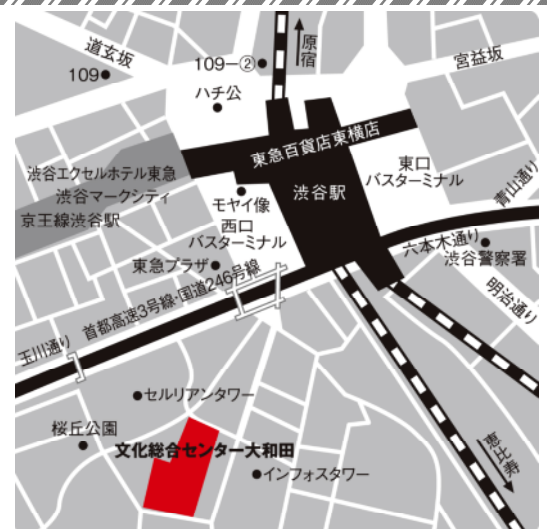 道玄坂
109
109-②
原宿
宮益坂
ハチ公
東急百貨店東横店
渋谷エクセルホテル東急
渋谷マークシティ
京王線渋谷駅
モヤイ像
西口
バスターミナル
渋谷駅
東口
バスターミナル
青山通り
六本木通り
渋谷警察署
明治通り
東急プラザ
首都高速3号線・国道246号線
玉川通り
セルリアンタワー
桜丘公園
文化総合センター大和田
インフォスタワー
恵比寿